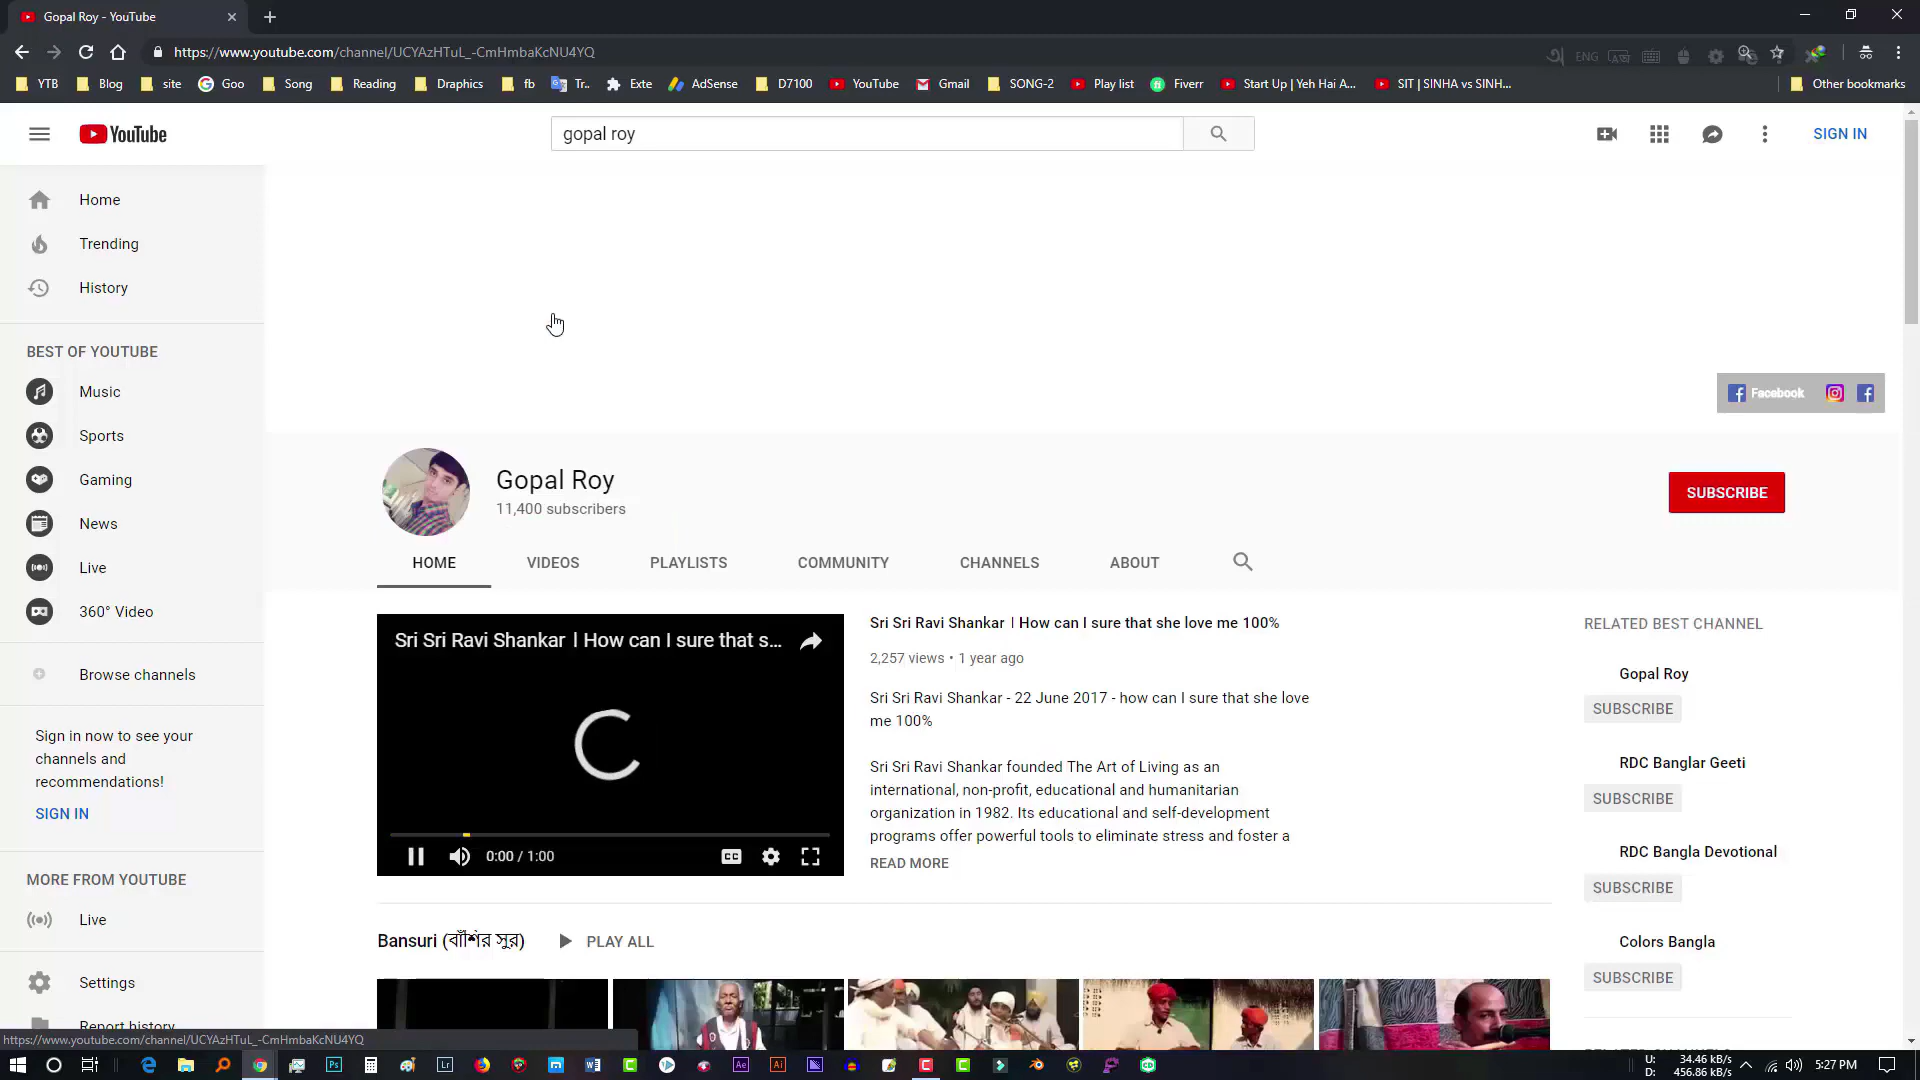 Gopal Roy - YouTube
https://www.youtube.com/channel/UCYAzHTuL_-CmHmbaKcNU4YQ
ENG
YTB Blog site Goo Song Reading Draphics fb Tr.. Exte AdSense D7100 YouTube Gmail SONG-2 Play list Fiverr Start Up | Yeh Hai A... SIT | SINHA vs SINH... Other bookmarks
YouTube
gopal roy
SIGN IN
Home
Trending
History
BEST OF YOUTUBE
Music
Sports
Gaming
News
Live
360° Video
Browse channels
Sign in now to see your
channels and
recommendations!
SIGN IN
MORE FROM YOUTUBE
Live
Settings
Report history
Facebook
Gopal Roy
11,400 subscribers
SUBSCRIBE
HOME VIDEOS PLAYLISTS COMMUNITY CHANNELS ABOUT
Sri Sri Ravi Shankar । How can I sure that s...
CC
0:00 / 1:00
Sri Sri Ravi Shankar । How can I sure that she love me 100%
2,257 views • 1 year ago
Sri Sri Ravi Shankar - 22 June 2017 - how can I sure that she love
me 100%
Sri Sri Ravi Shankar founded The Art of Living as an
international, non-profit, educational and humanitarian
organization in 1982. Its educational and self-development
programs offer powerful tools to eliminate stress and foster a
READ MORE
Bansuri (বাঁশির সুর) PLAY ALL
RELATED BEST CHANNEL
Gopal Roy
SUBSCRIBE
RDC Banglar Geeti
SUBSCRIBE
RDC Bangla Devotional
SUBSCRIBE
Colors Bangla
SUBSCRIBE
https://www.youtube.com/channel/UCYAzHTuL_-CmHmbaKcNU4YQ
Ps Lr Ae Ai
U: 34.46 kB/s
D: 456.86 kB/s
5:27 PM